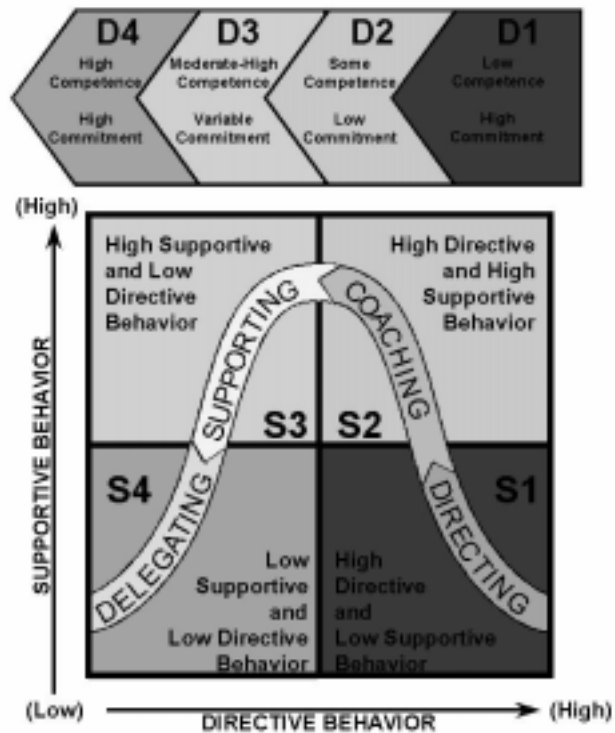 D4
High
Competence
High
Commitment
D3
Moderate-High
Competence
Variable
Commitment
D2
Some
Competence
Low
Commitment
D1
Low
Competence
High
Commitment
(High)
SUPPORTIVE BEHAVIOR
High Supportive
and Low
Directive
Behavior
High Directive
and High
Supportive
Behavior
SUPPORTING
COACHING
S3
S2
S4
S1
DELEGATING
DIRECTING
Low
Supportive
and
Low Directive
Behavior
High
Directive
and
Low Supportive
Behavior
(Low)
DIRECTIVE BEHAVIOR
(High)